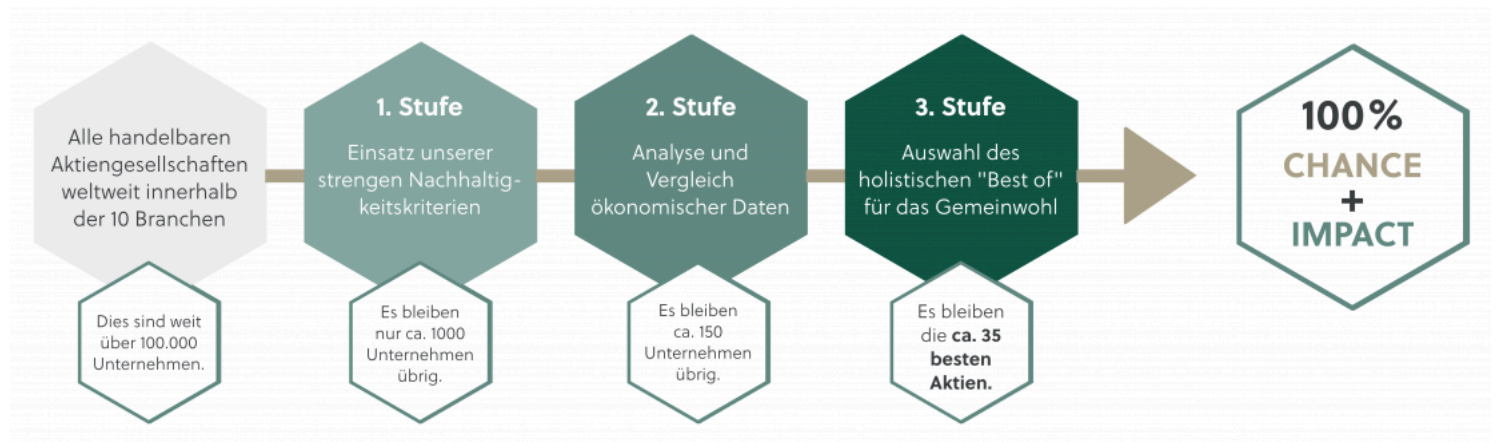 Alle handelbaren
Aktiengesellschaften
weltweit innerhalb
der 10 Branchen
Dies sind weit
über 100.000
Unternehmen.
1. Stufe
Einsatz unserer
strengen Nachhaltig-
keitskriterien
Es bleiben
nur ca. 1000
Unternehmen
übrig.
2. Stufe
Analyse und
Vergleich
ökonomischer Daten
Es bleiben
ca. 150
Unternehmen
übrig.
3. Stufe
Auswahl des
holistischen "Best of"
für das Gemeinwohl
Es bleiben
die ca. 35
besten
Aktien.
100%
CHANCE
+
IMPACT